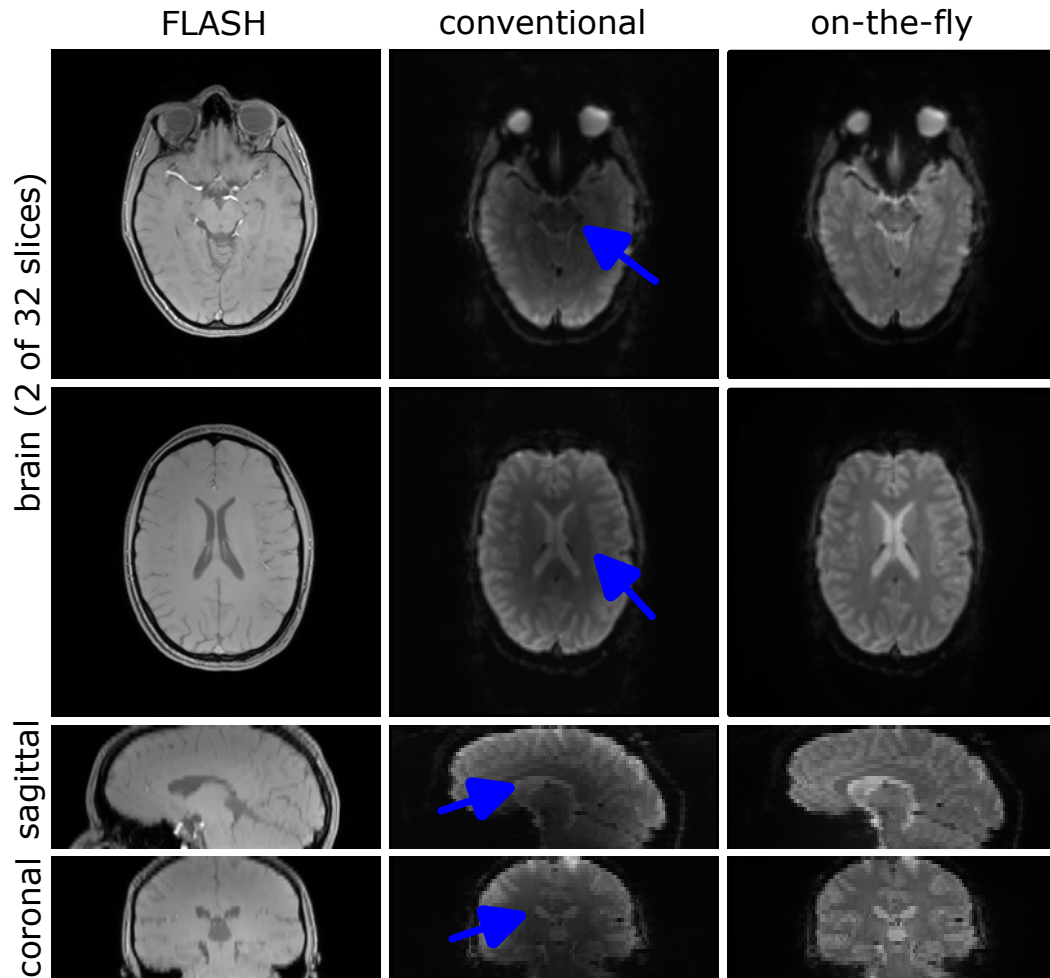 FLASH
conventional
on-the-fly
brain (2 of 32 slices)
sagittal
coronal